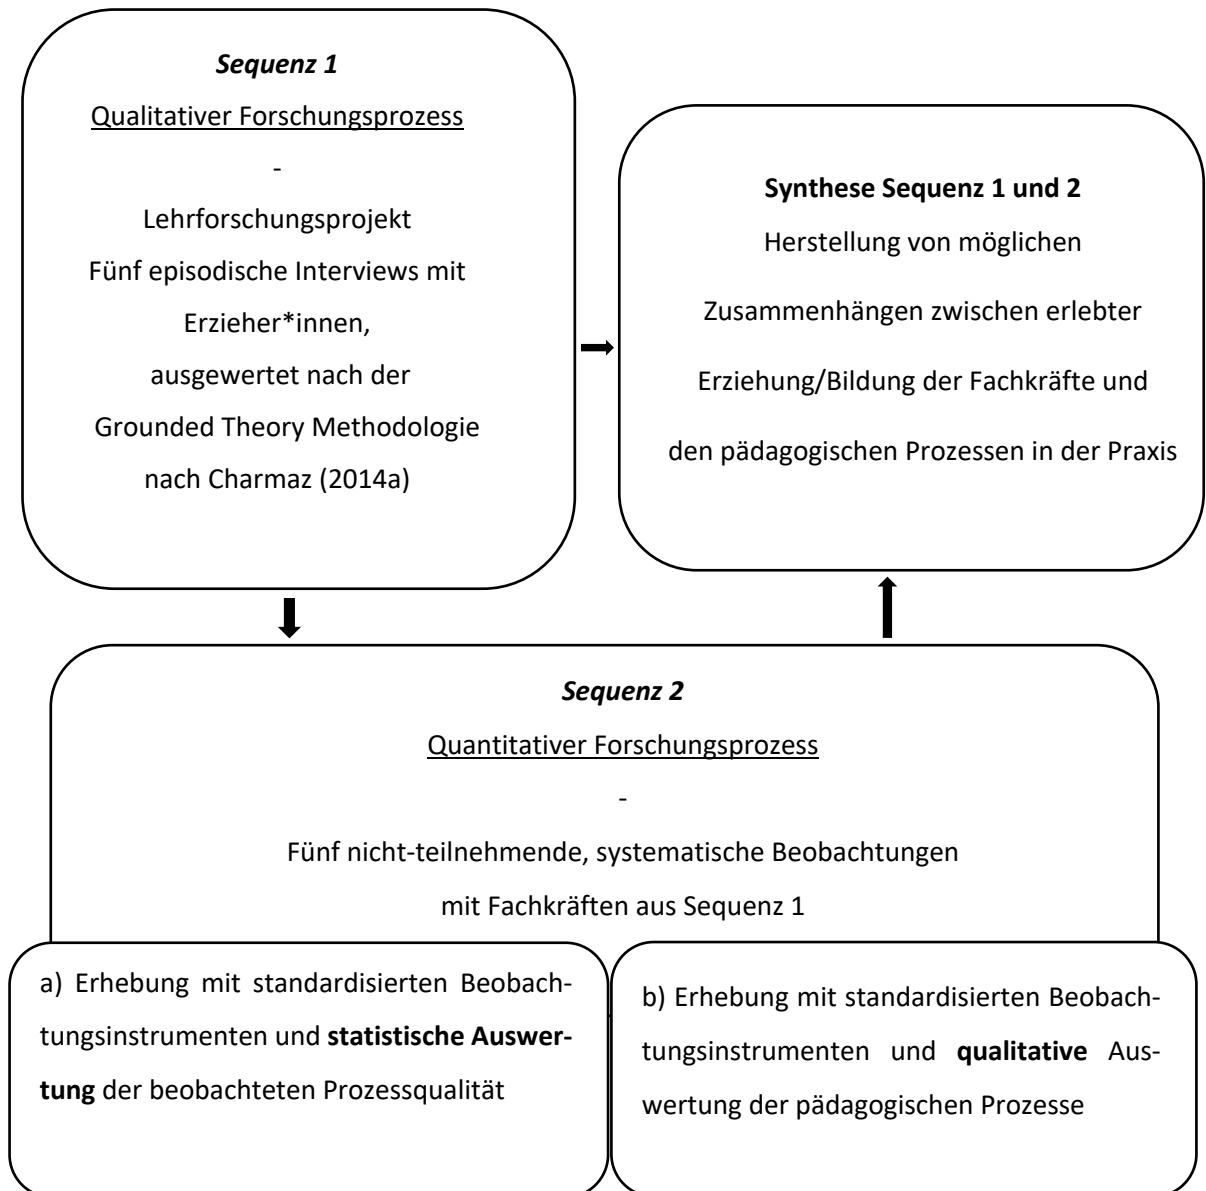 Sequenz 1
Qualitativer Forschungsprozess
-
Lehrforschungsprojekt
Fünf episodische Interviews mit
Erzieher*innen,
ausgewertet nach der
Grounded Theory Methodologie
nach Charmaz (2014a)
Synthese Sequenz 1 und 2
Herstellung von möglichen
Zusammenhängen zwischen erlebter
Erziehung/Bildung der Fachkräfte und
den pädagogischen Prozessen in der Praxis
Sequenz 2
Quantitativer Forschungsprozess
-
Fünf nicht-teilnehmende, systematische Beobachtungen
mit Fachkräften aus Sequenz 1
a) Erhebung mit standardisierten Beobach-
tungsinstrumenten und statistische Auswer-
tung der beobachteten Prozessqualität
b) Erhebung mit standardisierten Beobach-
tungsinstrumenten und qualitative Aus-
wertung der pädagogischen Prozesse